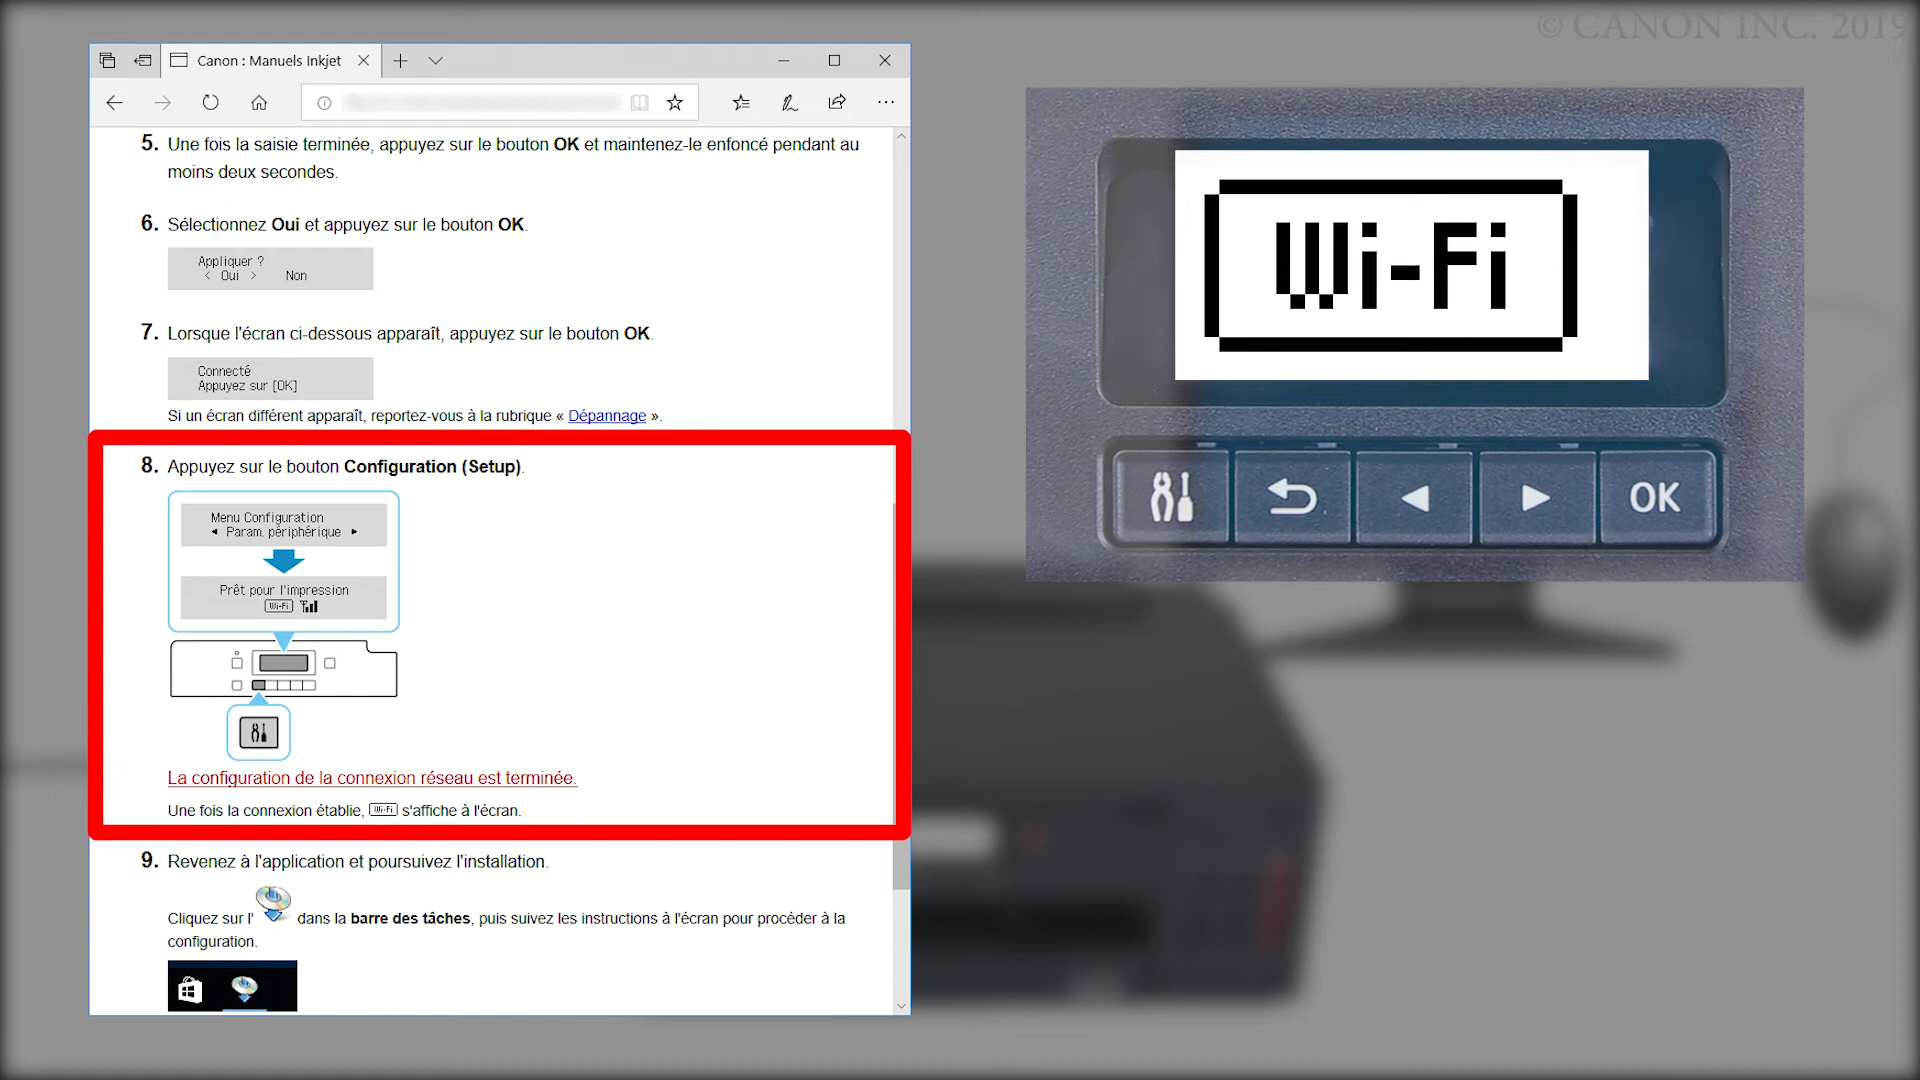 © CANON INC. 2019
Canon : Manuels Inkjet
5. Une fois la saisie terminée, appuyez sur le bouton OK et maintenez-le enfoncé pendant au
moins deux secondes.
6. Sélectionnez Oui et appuyez sur le bouton OK.
Appliquer ?
< Oui > Non
7. Lorsque l'écran ci-dessous apparaît, appuyez sur le bouton OK.
Connecté
Appuyez sur [OK]
Si un écran différent apparaît, reportez-vous à la rubrique « Dépannage ».
8. Appuyez sur le bouton Configuration (Setup).
Menu Configuration
◄ Param. périphérique ►
Prêt pour l'impression
Wi-Fi
La configuration de la connexion réseau est terminée.
Une fois la connexion établie, Wi-Fi s'affiche à l'écran.
9. Revenez à l'application et poursuivez l'installation.
Cliquez sur l' dans la barre des tâches, puis suivez les instructions à l'écran pour procéder à la
configuration.
Wi-Fi
OK